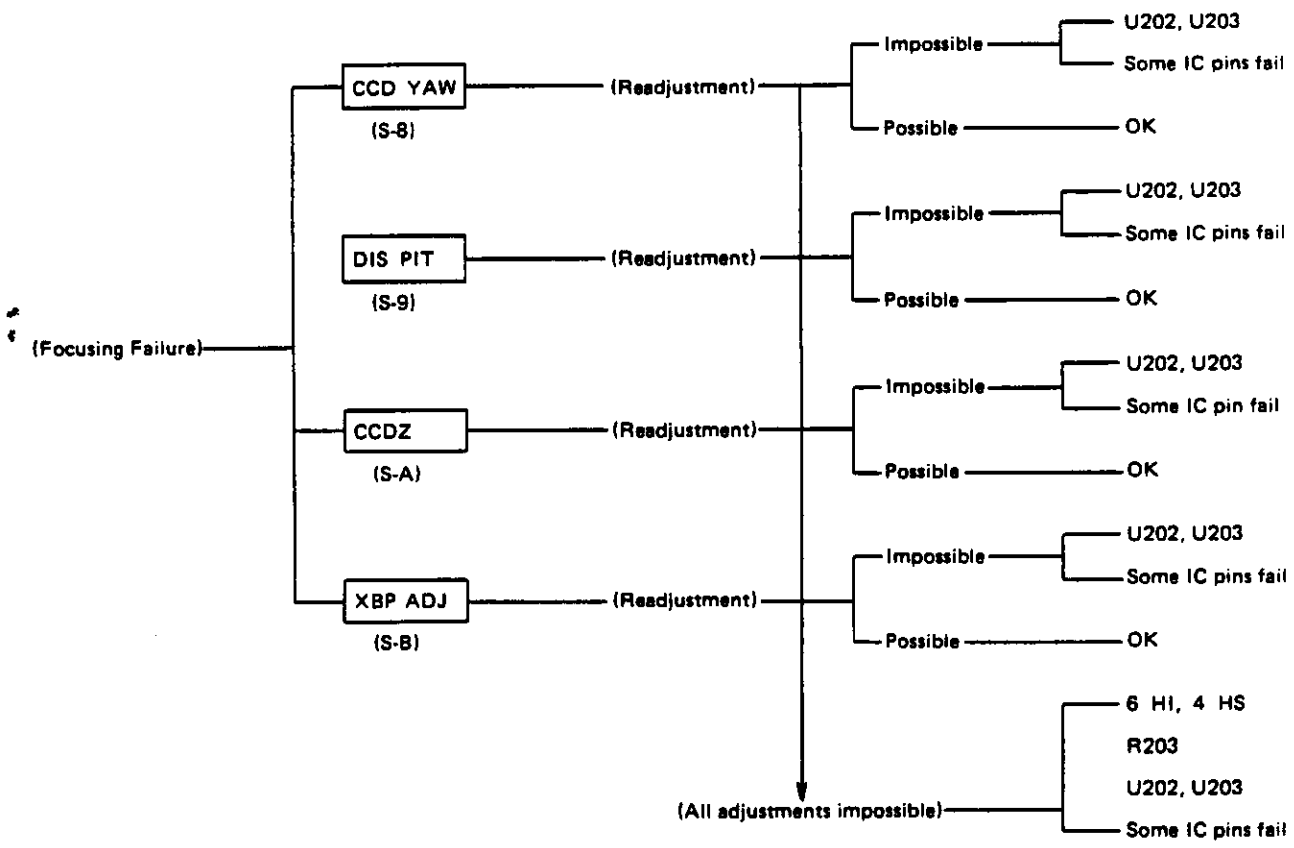 U202, U203
Impossible
Some IC pins fail
CCD YAW
(Readjustment)
(S-8)
Possible
OK
U202, U203
Impossible
Some IC pins fail
DIS PIT
(Readjustment)
(S-9)
Possible
OK
(Focusing Failure)
U202, U203
Impossible
Some IC pin fail
CCDZ
(Readjustment)
(S-A)
Possible
OK
U202, U203
Impossible
Some IC pins fail
XBP ADJ
(Readjustment)
(S-B)
Possible
OK
6 HI, 4 HS
R203
U202, U203
(All adjustments impossible)
Some IC pins fail